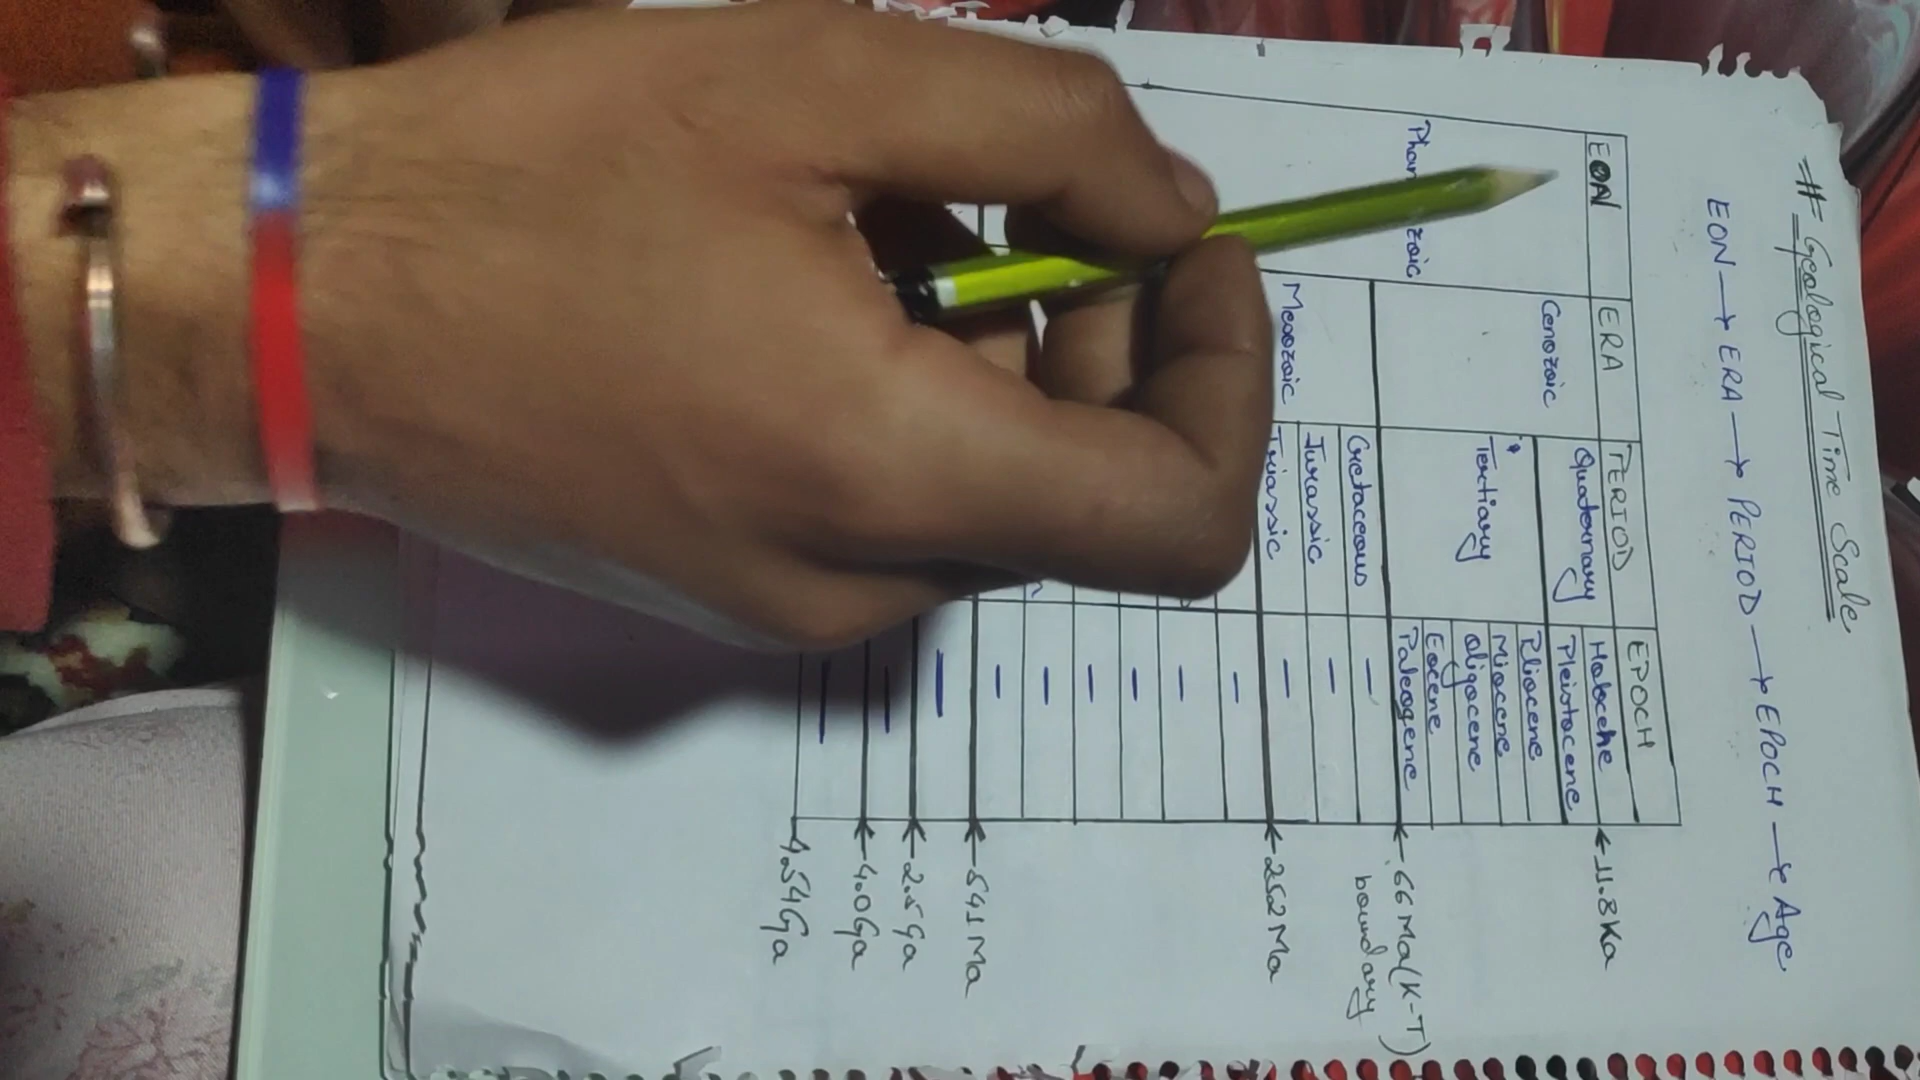 # Geological Time Scale
EON → ERA → PERIOD → EPOCH → Age
EON ERA PERIOD EPOCH
Cenozoic Quaternary Holocene ← 11.8Ka
Pleistocene
Tertiary Pliocene
Miocene
Oligocene
Eocene
Paleogene
← 66 Ma (K-T) boundary
Mesozoic Cretaceous –
Jurassic –
Triassic –
← 252 Ma
–
–
–
–
–
–
← 541 Ma
–
← 2.5 Ga
–
← 4.0 Ga
–
4.54 Ga